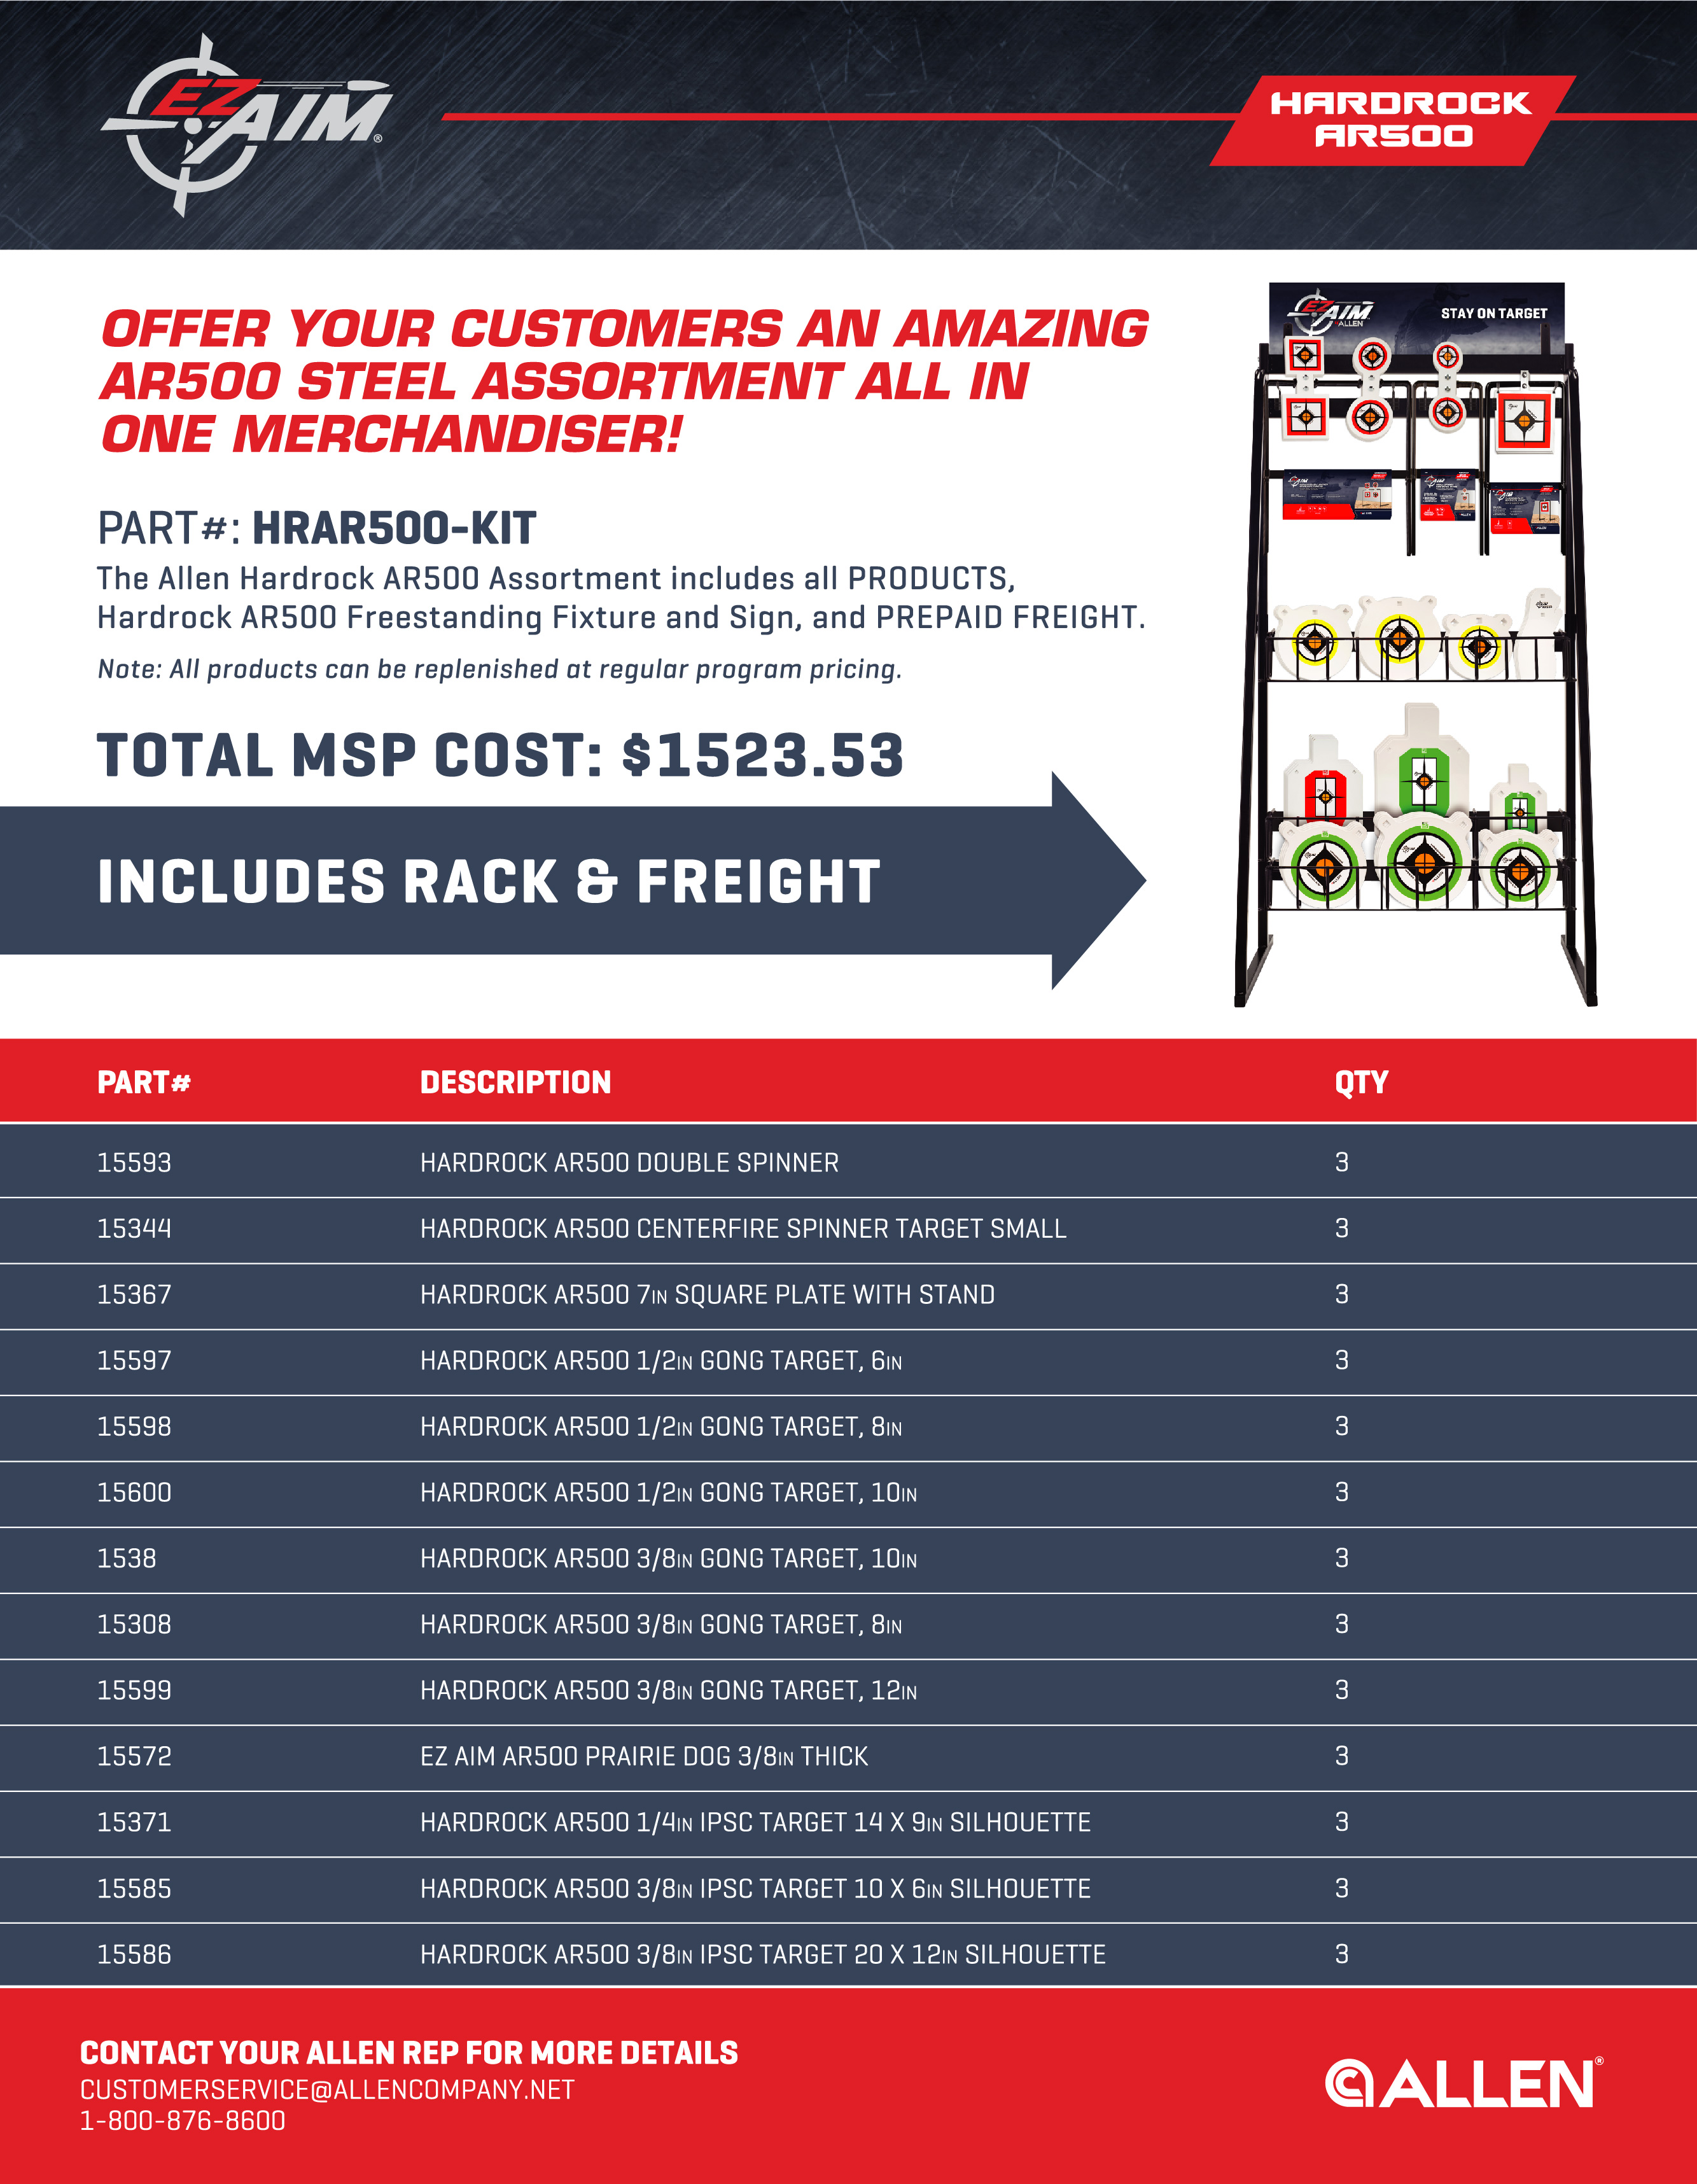 EZ AIM®
HARDROCK
AR500
OFFER YOUR CUSTOMERS AN AMAZING
AR500 STEEL ASSORTMENT ALL IN
ONE MERCHANDISER!
PART#: HRAR500-KIT
The Allen Hardrock AR500 Assortment includes all PRODUCTS,
Hardrock AR500 Freestanding Fixture and Sign, and PREPAID FREIGHT.
Note: All products can be replenished at regular program pricing.
TOTAL MSP COST: $1523.53
INCLUDES RACK & FREIGHT
EZ AIM
ALLEN
STAY ON TARGET
PART# DESCRIPTION QTY
15593 HARDROCK AR500 DOUBLE SPINNER 3
15344 HARDROCK AR500 CENTERFIRE SPINNER TARGET SMALL 3
15367 HARDROCK AR500 7IN SQUARE PLATE WITH STAND 3
15597 HARDROCK AR500 1/2IN GONG TARGET, 6IN 3
15598 HARDROCK AR500 1/2IN GONG TARGET, 8IN 3
15600 HARDROCK AR500 1/2IN GONG TARGET, 10IN 3
1538 HARDROCK AR500 3/8IN GONG TARGET, 10IN 3
15308 HARDROCK AR500 3/8IN GONG TARGET, 8IN 3
15599 HARDROCK AR500 3/8IN GONG TARGET, 12IN 3
15572 EZ AIM AR500 PRAIRIE DOG 3/8IN THICK 3
15371 HARDROCK AR500 1/4IN IPSC TARGET 14 X 9IN SILHOUETTE 3
15585 HARDROCK AR500 3/8IN IPSC TARGET 10 X 6IN SILHOUETTE 3
15586 HARDROCK AR500 3/8IN IPSC TARGET 20 X 12IN SILHOUETTE 3
CONTACT YOUR ALLEN REP FOR MORE DETAILS
CUSTOMERSERVICE@ALLENCOMPANY.NET
1-800-876-8600
ALLEN®